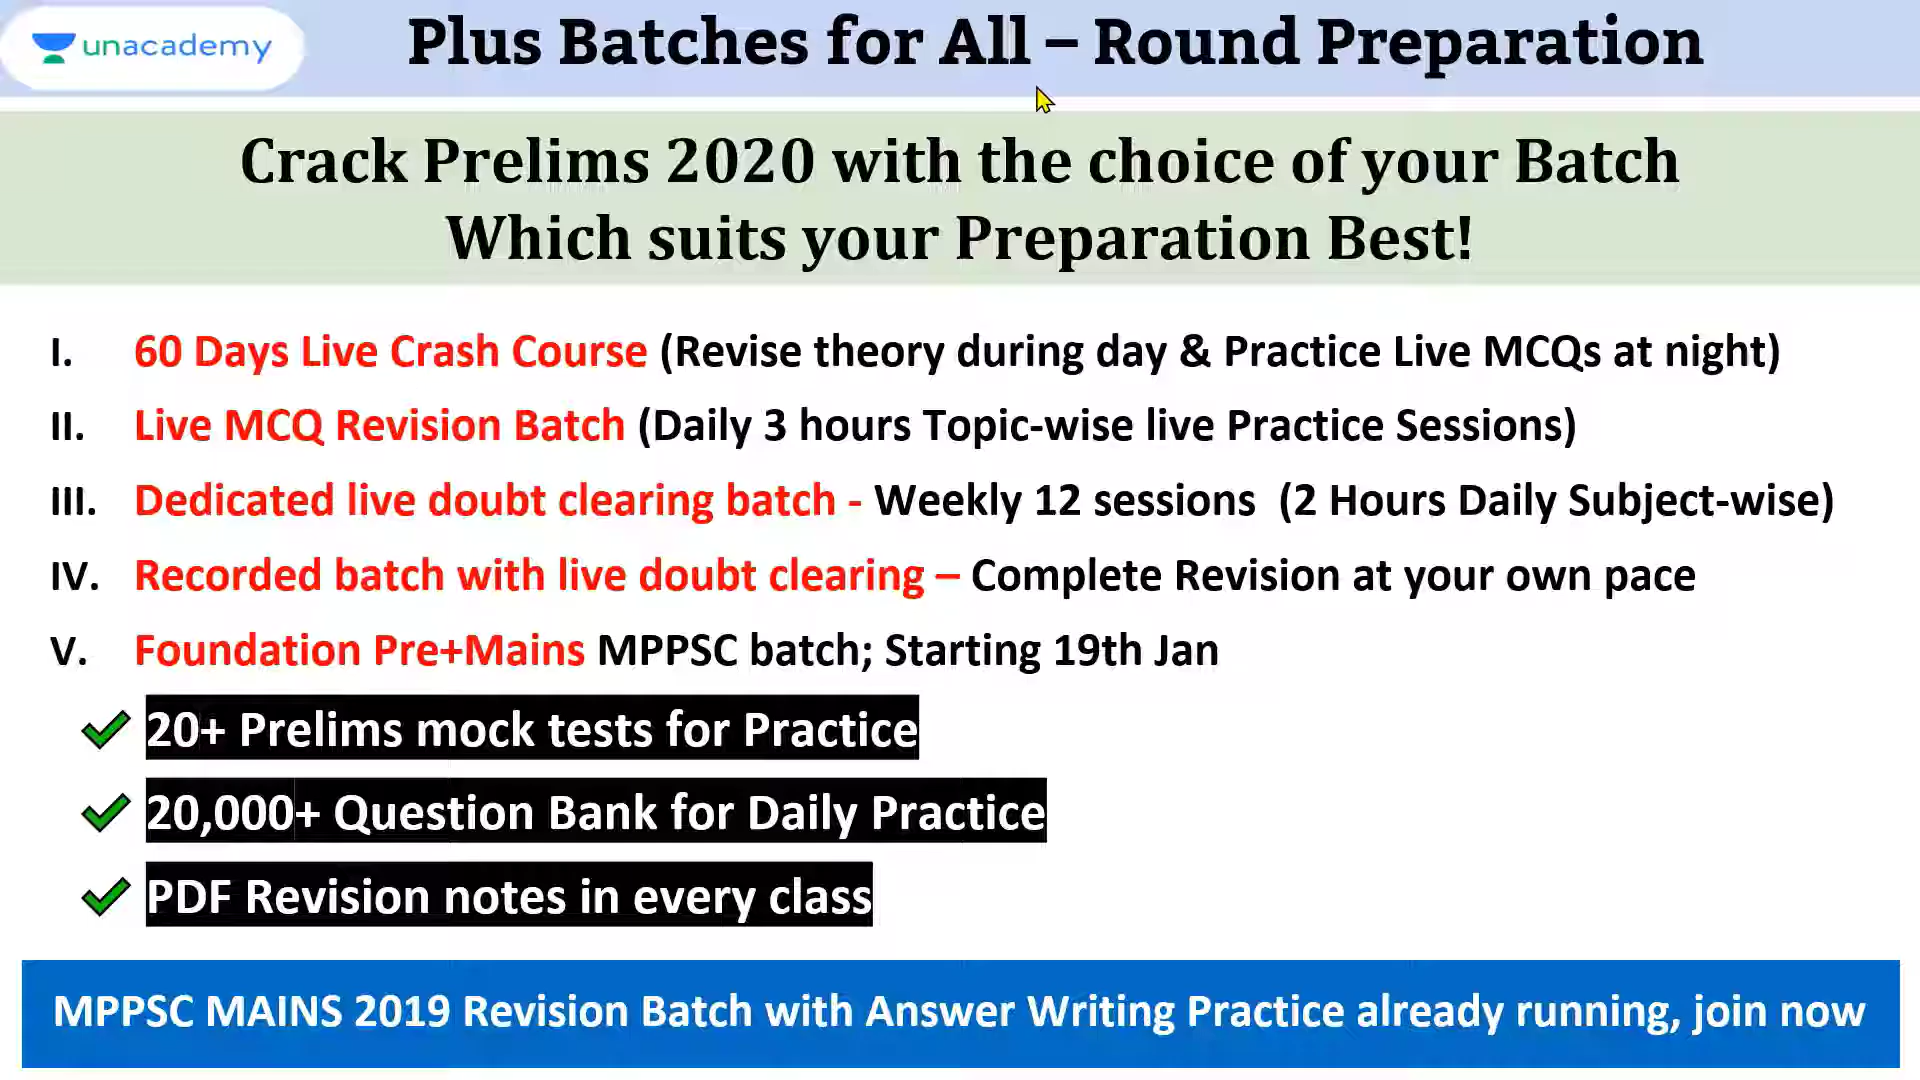 unacademy
Plus Batches for All – Round Preparation
Crack Prelims 2020 with the choice of your Batch
Which suits your Preparation Best!
I. 60 Days Live Crash Course (Revise theory during day & Practice Live MCQs at night)
II. Live MCQ Revision Batch (Daily 3 hours Topic-wise live Practice Sessions)
III. Dedicated live doubt clearing batch - Weekly 12 sessions (2 Hours Daily Subject-wise)
IV. Recorded batch with live doubt clearing – Complete Revision at your own pace
V. Foundation Pre+Mains MPPSC batch; Starting 19th Jan
20+ Prelims mock tests for Practice
20,000+ Question Bank for Daily Practice
PDF Revision notes in every class
MPPSC MAINS 2019 Revision Batch with Answer Writing Practice already running, join now